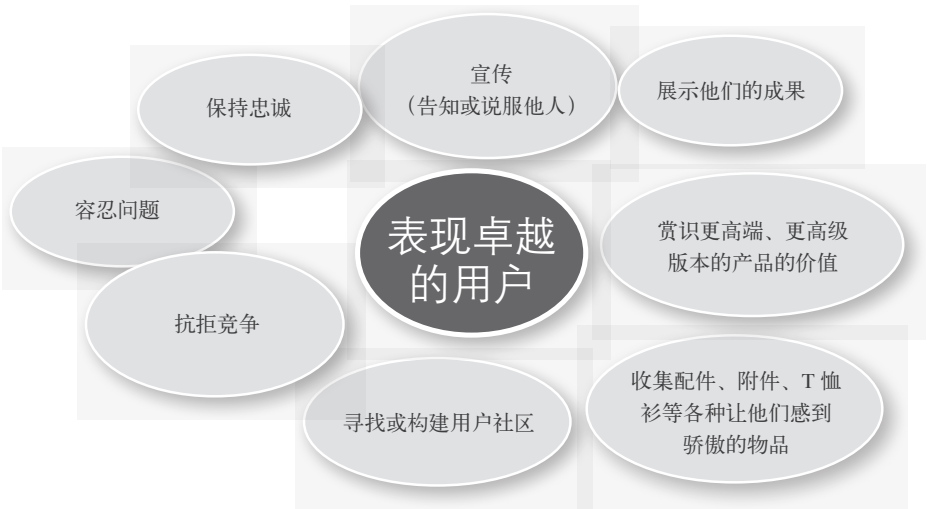 宣传
（告知或说服他人）
展示他们的成果
保持忠诚
容忍问题
表现卓越
的用户
赏识更高端、更高级
版本的产品的价值
抗拒竞争
寻找或构建用户社区
收集配件、附件、T 恤
衫等各种让他们感到
骄傲的物品